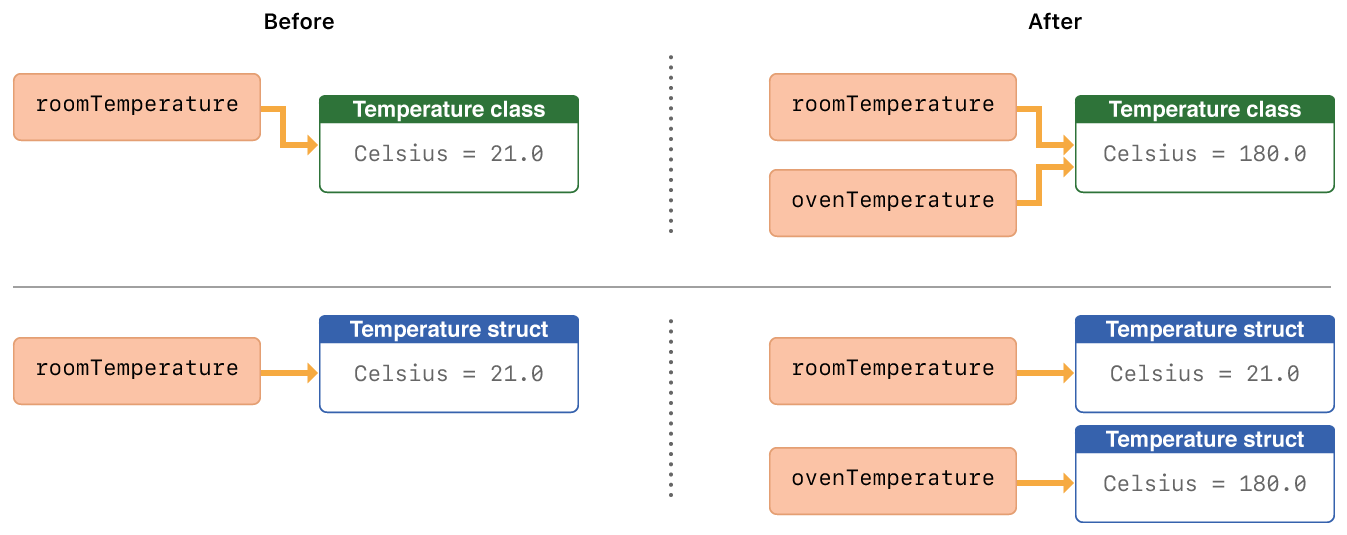 Before
After
roomTemperature
Temperature class
Celsius = 21.0
roomTemperature
ovenTemperature
Temperature class
Celsius = 180.0
roomTemperature
Temperature struct
Celsius = 21.0
roomTemperature
Temperature struct
Celsius = 21.0
ovenTemperature
Temperature struct
Celsius = 180.0